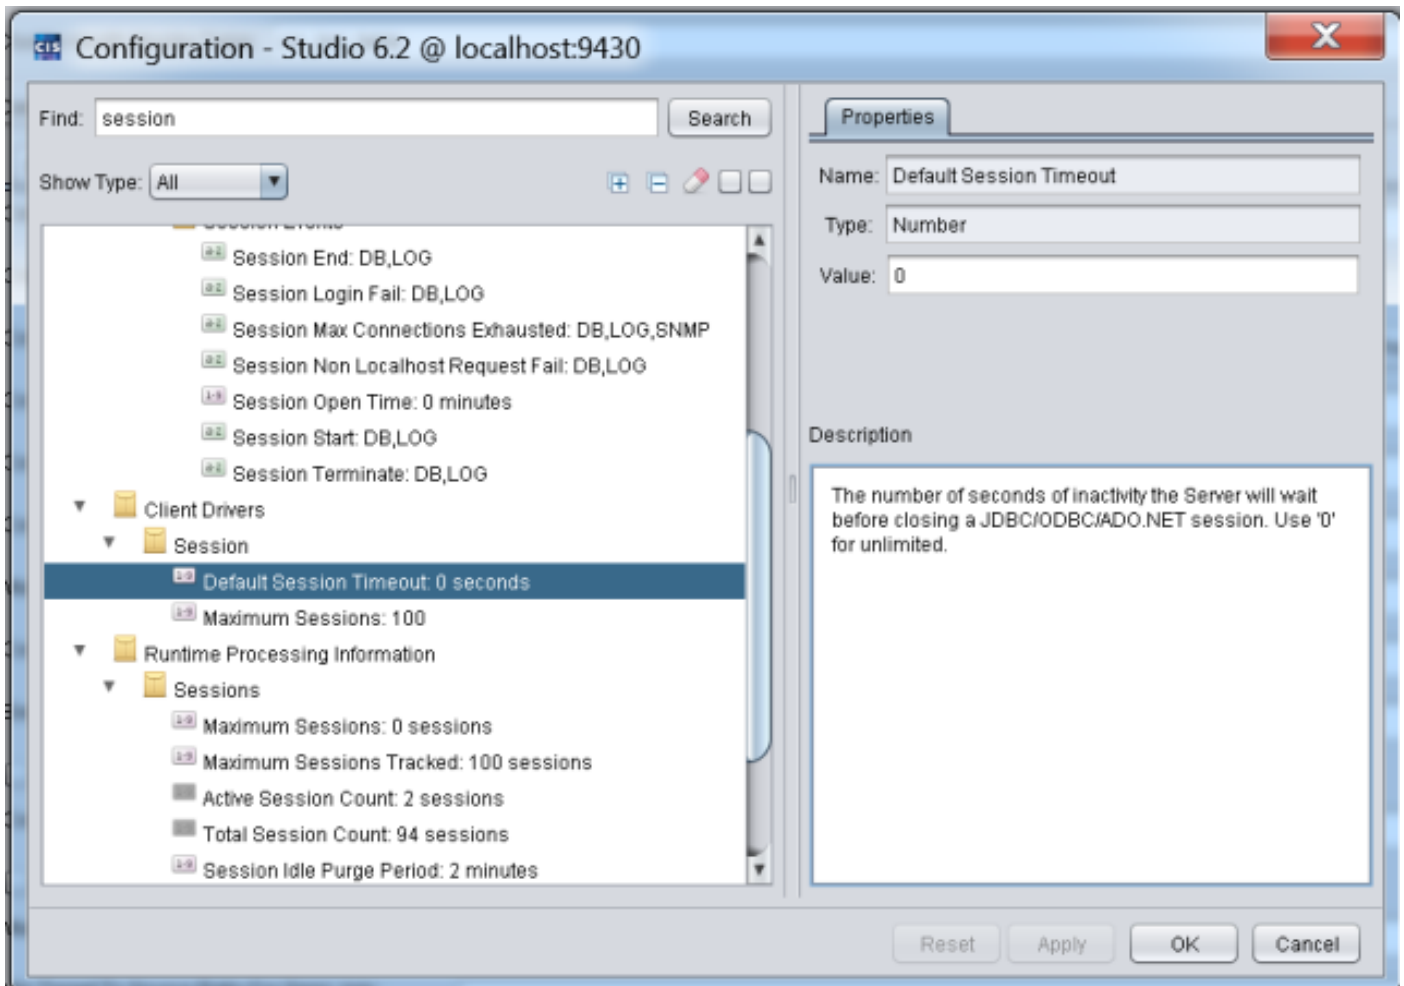 CIS Configuration - Studio 6.2 @ localhost:9430
Find: session Search
Show Type: All
Session Events
Session End: DB,LOG
Session Login Fail: DB,LOG
Session Max Connections Exhausted: DB,LOG,SNMP
Session Non Localhost Request Fail: DB,LOG
Session Open Time: 0 minutes
Session Start: DB,LOG
Session Terminate: DB,LOG
Client Drivers
Session
Default Session Timeout: 0 seconds
Maximum Sessions: 100
Runtime Processing Information
Sessions
Maximum Sessions: 0 sessions
Maximum Sessions Tracked: 100 sessions
Active Session Count: 2 sessions
Total Session Count: 94 sessions
Session Idle Purge Period: 2 minutes
Properties
Name: Default Session Timeout
Type: Number
Value: 0
Description
The number of seconds of inactivity the Server will wait
before closing a JDBC/ODBC/ADO.NET session. Use '0'
for unlimited.
Reset Apply OK Cancel